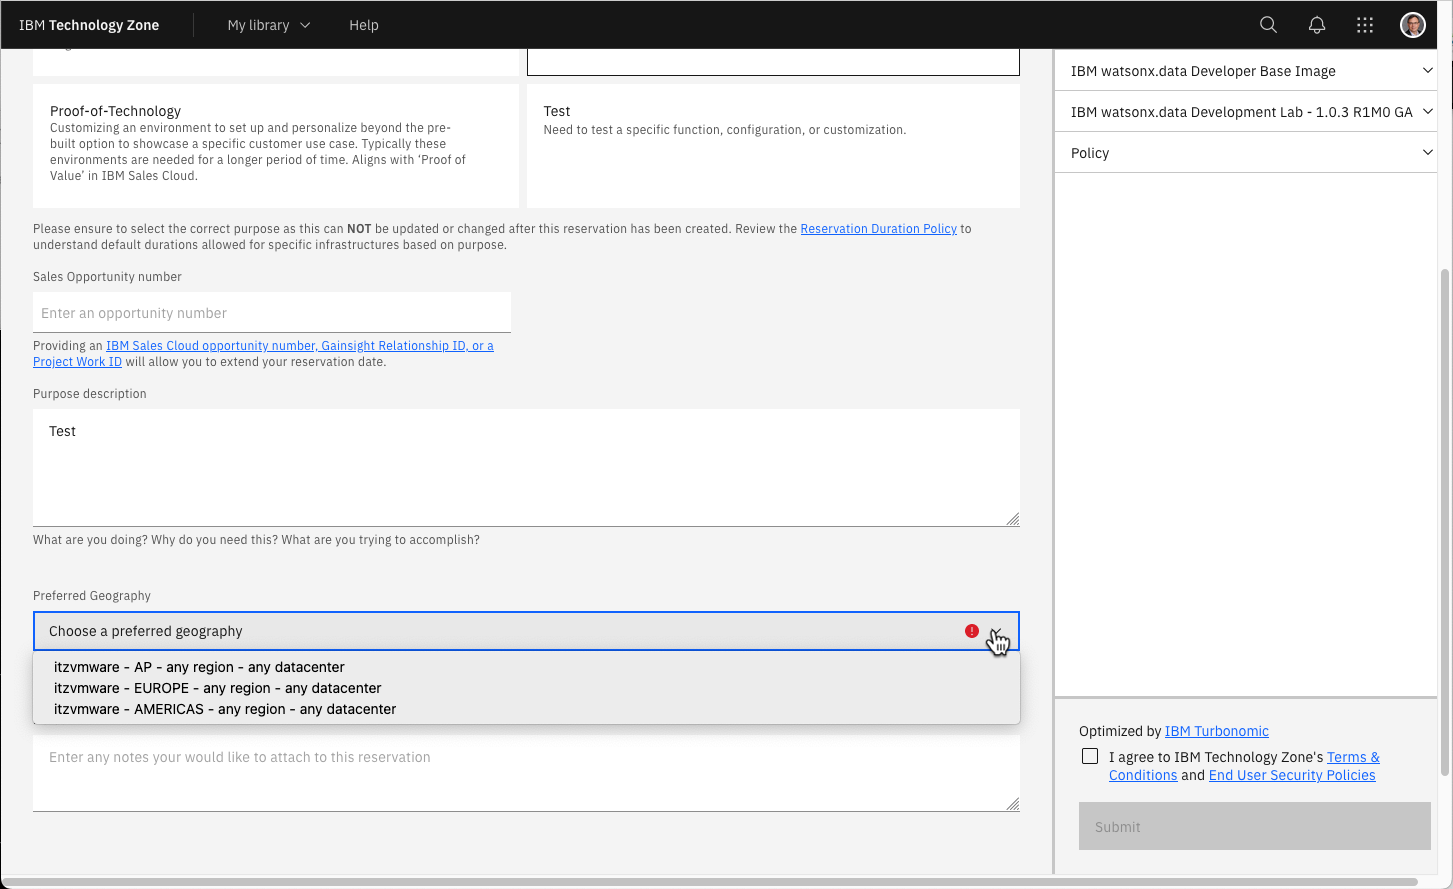 IBM Technology Zone
My library
Help
Proof-of-Technology
Customizing an environment to set up and personalize beyond the pre-
built option to showcase a specific customer use case. Typically these
environments are needed for a longer period of time. Aligns with ‘Proof of
Value’ in IBM Sales Cloud.
Test
Need to test a specific function, configuration, or customization.
Please ensure to select the correct purpose as this can NOT be updated or changed after this reservation has been created. Review the Reservation Duration Policy to
understand default durations allowed for specific infrastructures based on purpose.
Sales Opportunity number
Enter an opportunity number
Providing an IBM Sales Cloud opportunity number, Gainsight Relationship ID, or a
Project Work ID will allow you to extend your reservation date.
Purpose description
Test
What are you doing? Why do you need this? What are you trying to accomplish?
Preferred Geography
Choose a preferred geography
itzvmware - AP - any region - any datacenter
itzvmware - EUROPE - any region - any datacenter
itzvmware - AMERICAS - any region - any datacenter
Enter any notes your would like to attach to this reservation
IBM watsonx.data Developer Base Image
IBM watsonx.data Development Lab - 1.0.3 R1M0 GA
Policy
Optimized by IBM Turbonomic
I agree to IBM Technology Zone's Terms &
Conditions and End User Security Policies
Submit